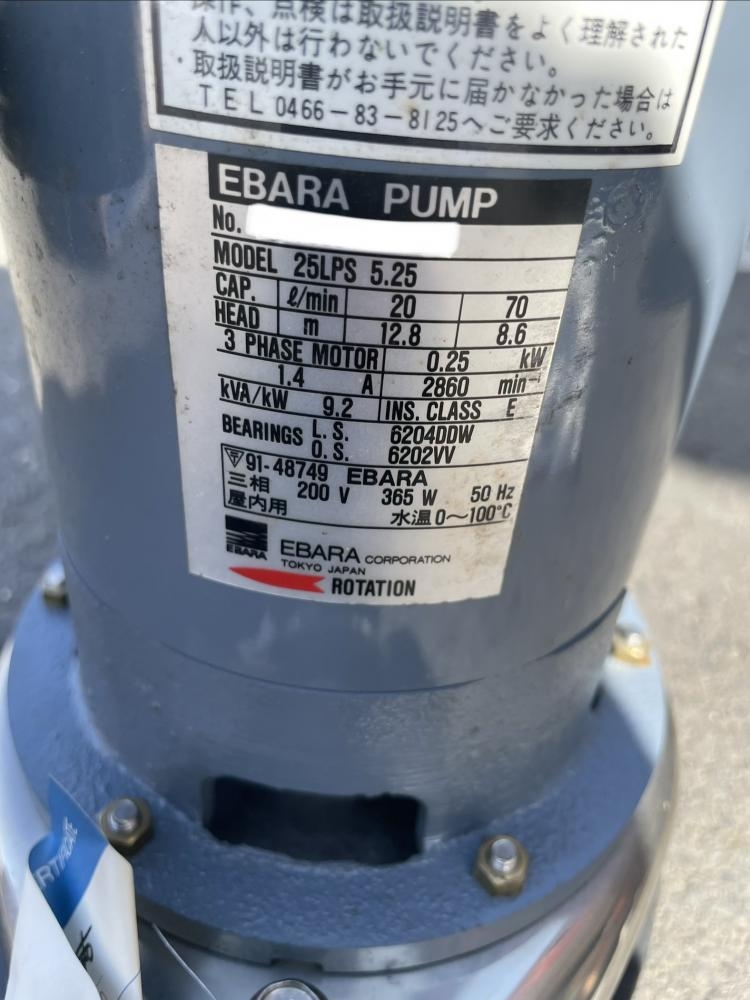 操作、点検は取扱説明書をよく理解された
人以外は行わないでください。
・取扱説明書がお手元に届かなかった場合は
TEL 0466-83-8125へご要求ください。
EBARA PUMP
No.
MODEL 25LPS 5.25
CAP. ℓ/min 20 70
HEAD m 12.8 8.6
3 PHASE MOTOR 0.25 kW
1.4 A 2860 min⁻¹
kVA/kW 9.2 INS. CLASS E
BEARINGS L.S. 6204DDW
O.S. 6202VV
〒91-48749 EBARA
三相 200 V 365 W 50 Hz
屋内用 水温0～100℃
EBARA
EBARA CORPORATION
TOKYO JAPAN
ROTATION